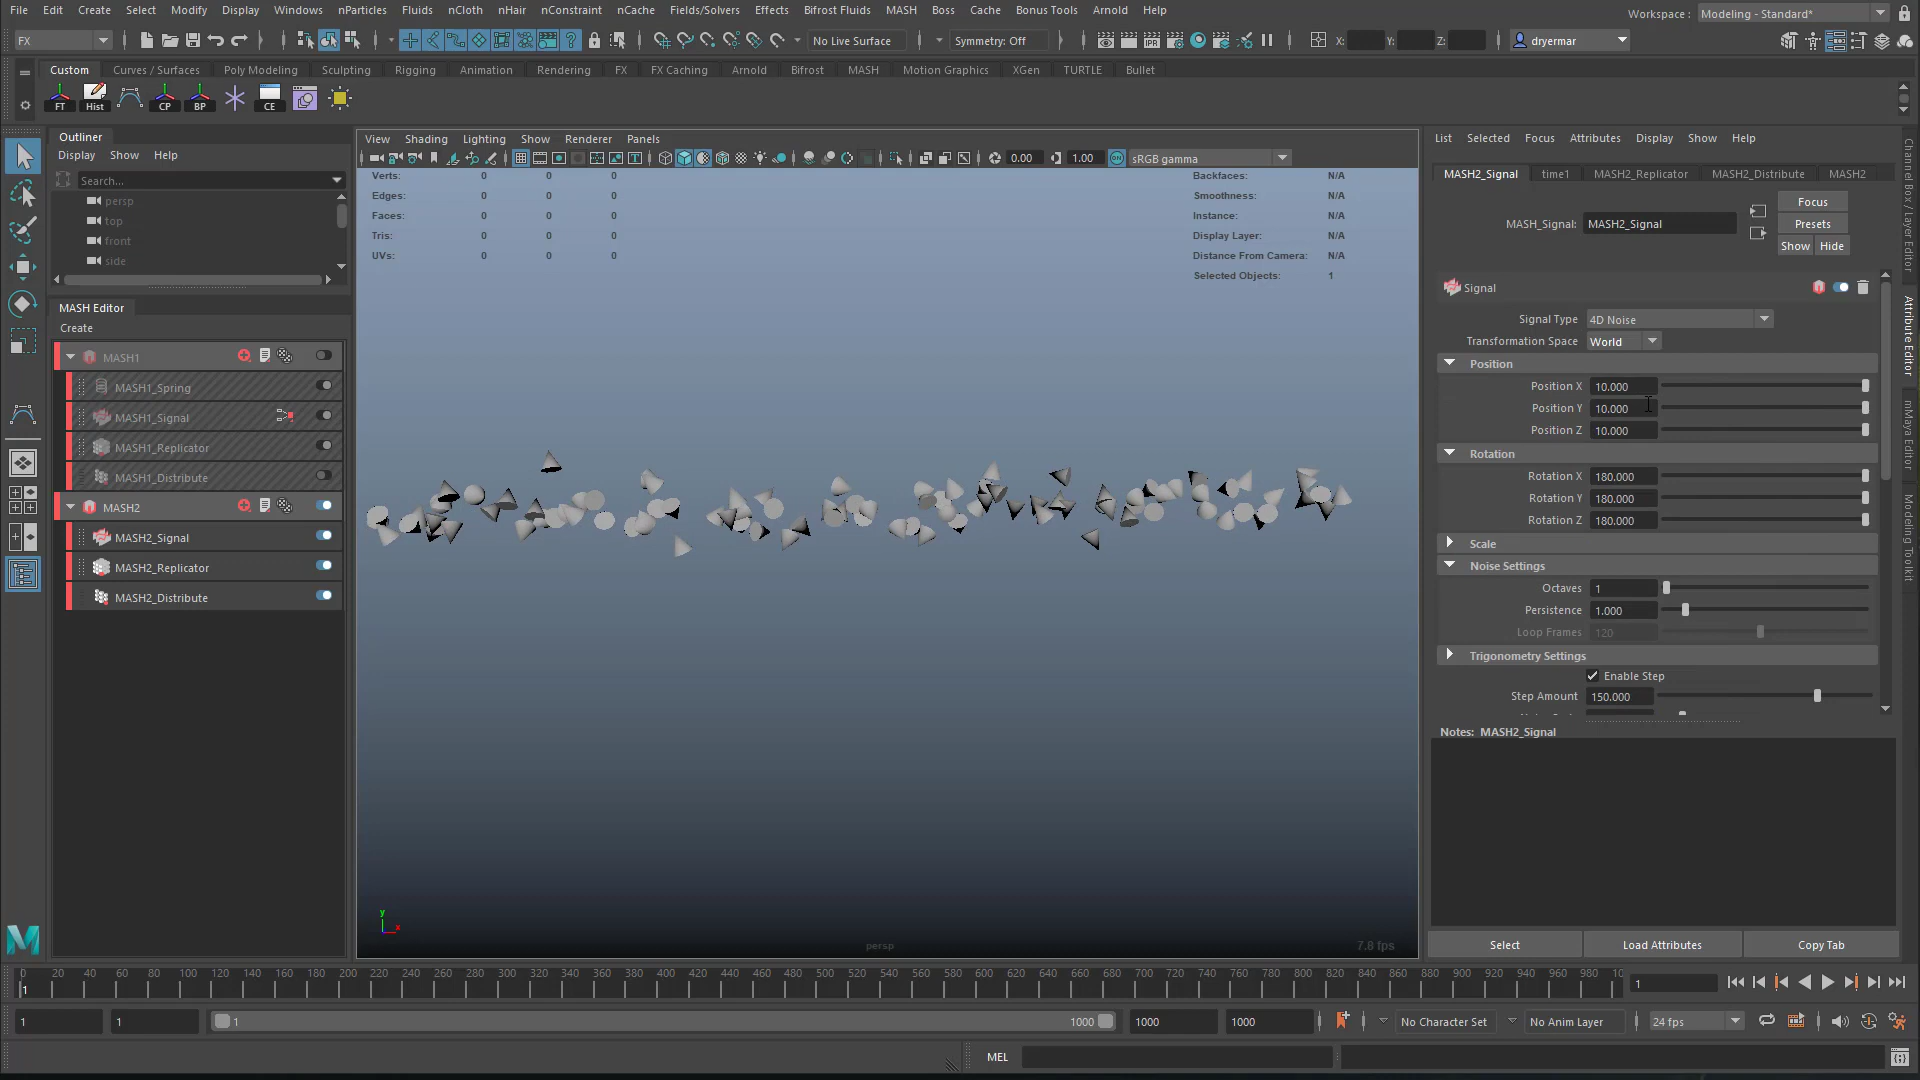 File Edit Create Select Modify Display Windows nParticles Fluids nCloth nHair nConstraint nCache Fields/Solvers Effects Bifrost Fluids MASH Boss Cache Bonus Tools Arnold Help
Workspace : Modeling - Standard*
FX No Live Surface Symmetry: Off X: Y: Z: dryermar
Custom Curves / Surfaces Poly Modeling Sculpting Rigging Animation Rendering FX FX Caching Arnold Bifrost MASH Motion Graphics XGen TURTLE Bullet
FT Hist CP BP CE
Outliner
Display Show Help
Search...
persp
top
front
side
MASH Editor
Create
MASH1
MASH1_Spring
MASH1_Signal
MASH1_Replicator
MASH1_Distribute
MASH2
MASH2_Signal
MASH2_Replicator
MASH2_Distribute
View Shading Lighting Show Renderer Panels
0.00 1.00 ON sRGB gamma
Verts: 0 0 0
Edges: 0 0 0
Faces: 0 0 0
Tris: 0 0 0
UVs: 0 0 0
Backfaces: N/A
Smoothness: N/A
Instance: N/A
Display Layer: N/A
Distance From Camera: N/A
Selected Objects: 1
y
x
persp
7.8 fps
List Selected Focus Attributes Display Show Help
MASH2_Signal time1 MASH2_Replicator MASH2_Distribute MASH2
MASH_Signal: MASH2_Signal
Focus
Presets
Show Hide
Signal
Signal Type 4D Noise
Transformation Space World
Position
Position X 10.000
Position Y 10.000
Position Z 10.000
Rotation
Rotation X 180.000
Rotation Y 180.000
Rotation Z 180.000
Scale
Noise Settings
Octaves 1
Persistence 1.000
Loop Frames 120
Trigonometry Settings
Enable Step
Step Amount 150.000
Notes: MASH2_Signal
Select Load Attributes Copy Tab
Channel Box / Layer Editor
Attribute Editor
mMaya Editor
Modeling Toolkit
0 20 40 60 80 100 120 140 160 180 200 220 240 260 280 300 320 340 360 380 400 420 440 460 480 500 520 540 560 580 600 620 640 660 680 700 720 740 760 780 800 820 840 860 880 900 920 940 960 980 10
1 1
1 1 1 1000 1000 1000 No Character Set No Anim Layer 24 fps
MEL